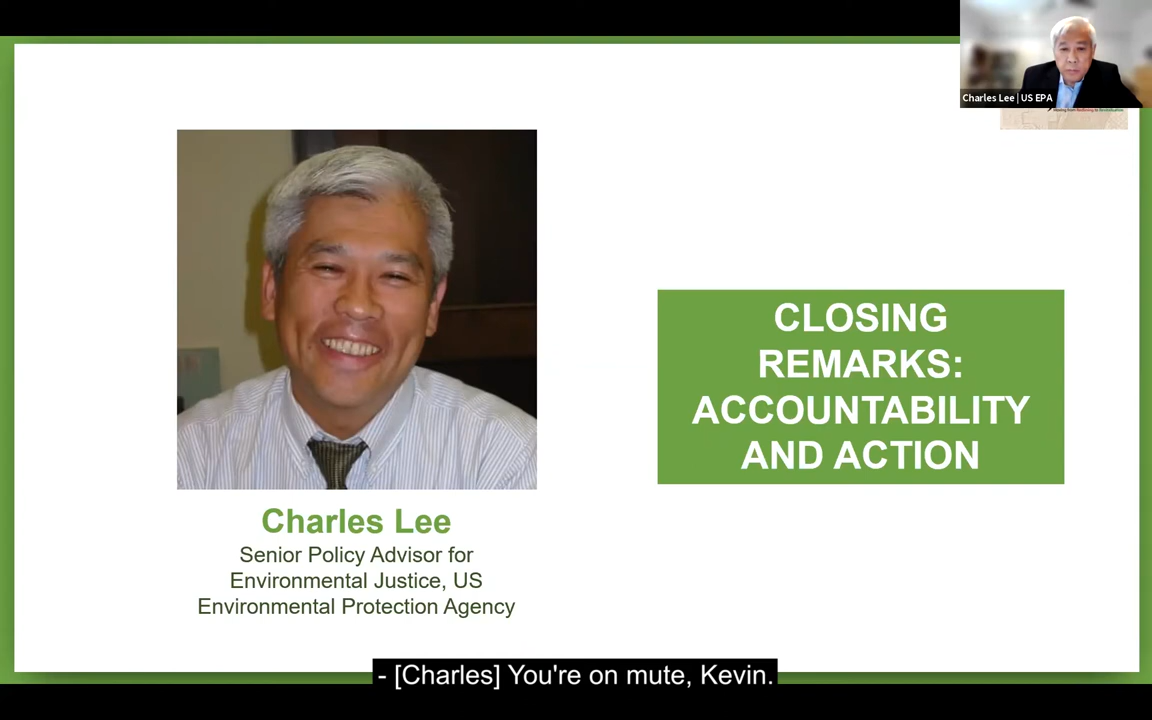 Charles Lee | US EPA
CLOSING
REMARKS:
ACCOUNTABILITY
AND ACTION
Charles Lee
Senior Policy Advisor for
Environmental Justice, US
Environmental Protection Agency
- [Charles] You're on mute, Kevin.